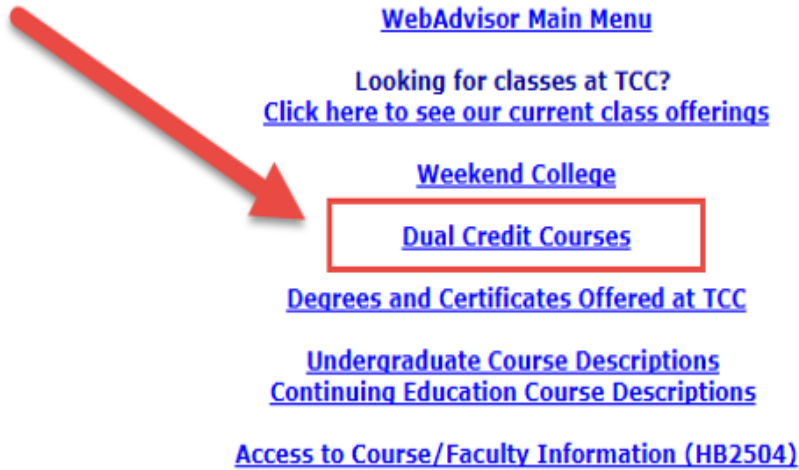 WebAdvisor Main Menu
Looking for classes at TCC?
Click here to see our current class offerings
Weekend College
Dual Credit Courses
Degrees and Certificates Offered at TCC
Undergraduate Course Descriptions
Continuing Education Course Descriptions
Access to Course/Faculty Information (HB2504)